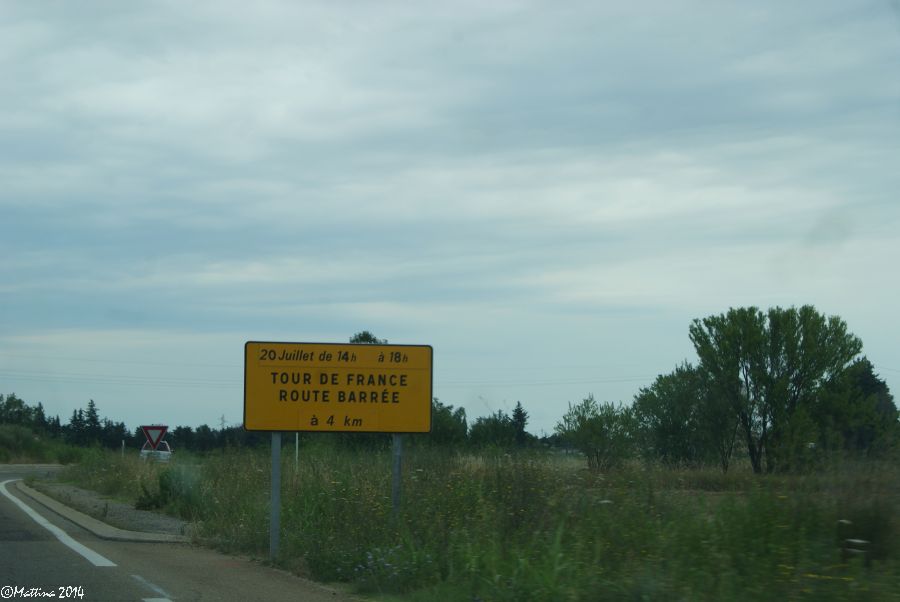 20 Juillet de 14h à 18h
TOUR DE FRANCE
ROUTE BARRÉE
à 4 km
©Mattina 2014